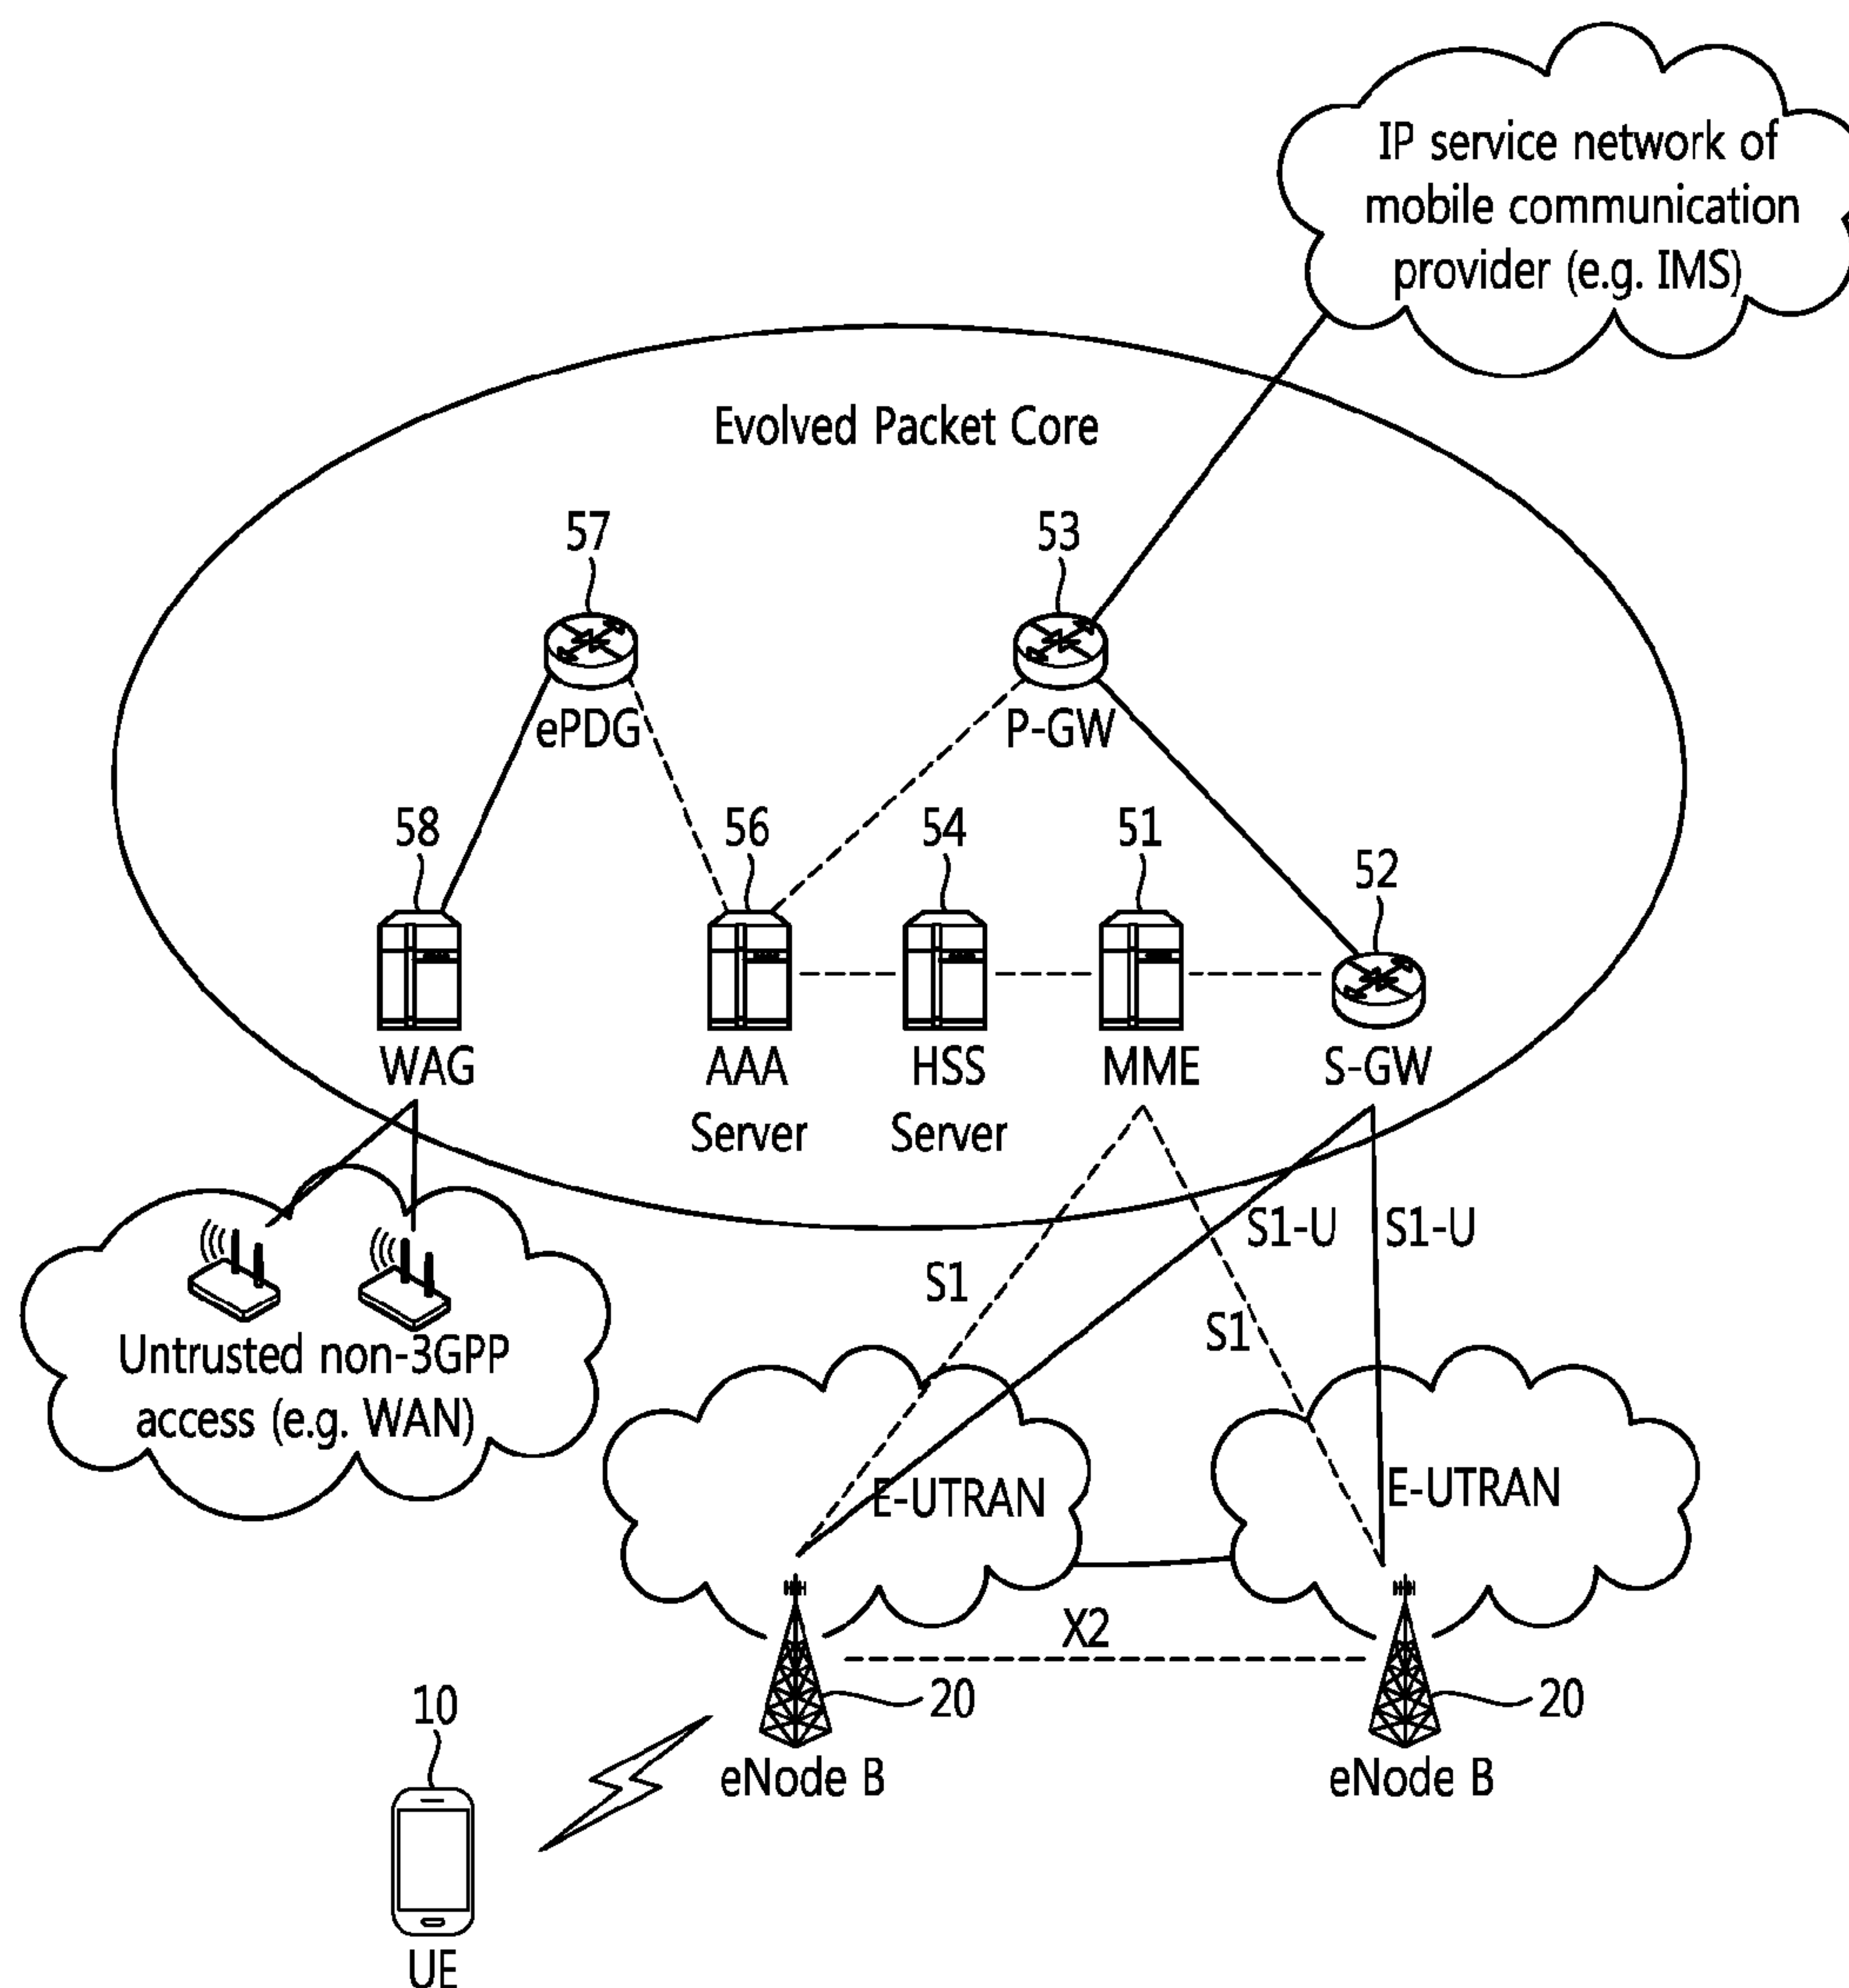 IP service network of
mobile communication
provider (e.g. IMS)
Evolved Packet Core
57
53
ePDG
P-GW
58
56
54
51
52
WAG
AAA
Server
HSS
Server
MME
S-GW
S1-U
S1-U
S1
S1
Untrusted non-3GPP
access (e.g. WAN)
E-UTRAN
E-UTRAN
X2
20
20
eNode B
eNode B
10
UE